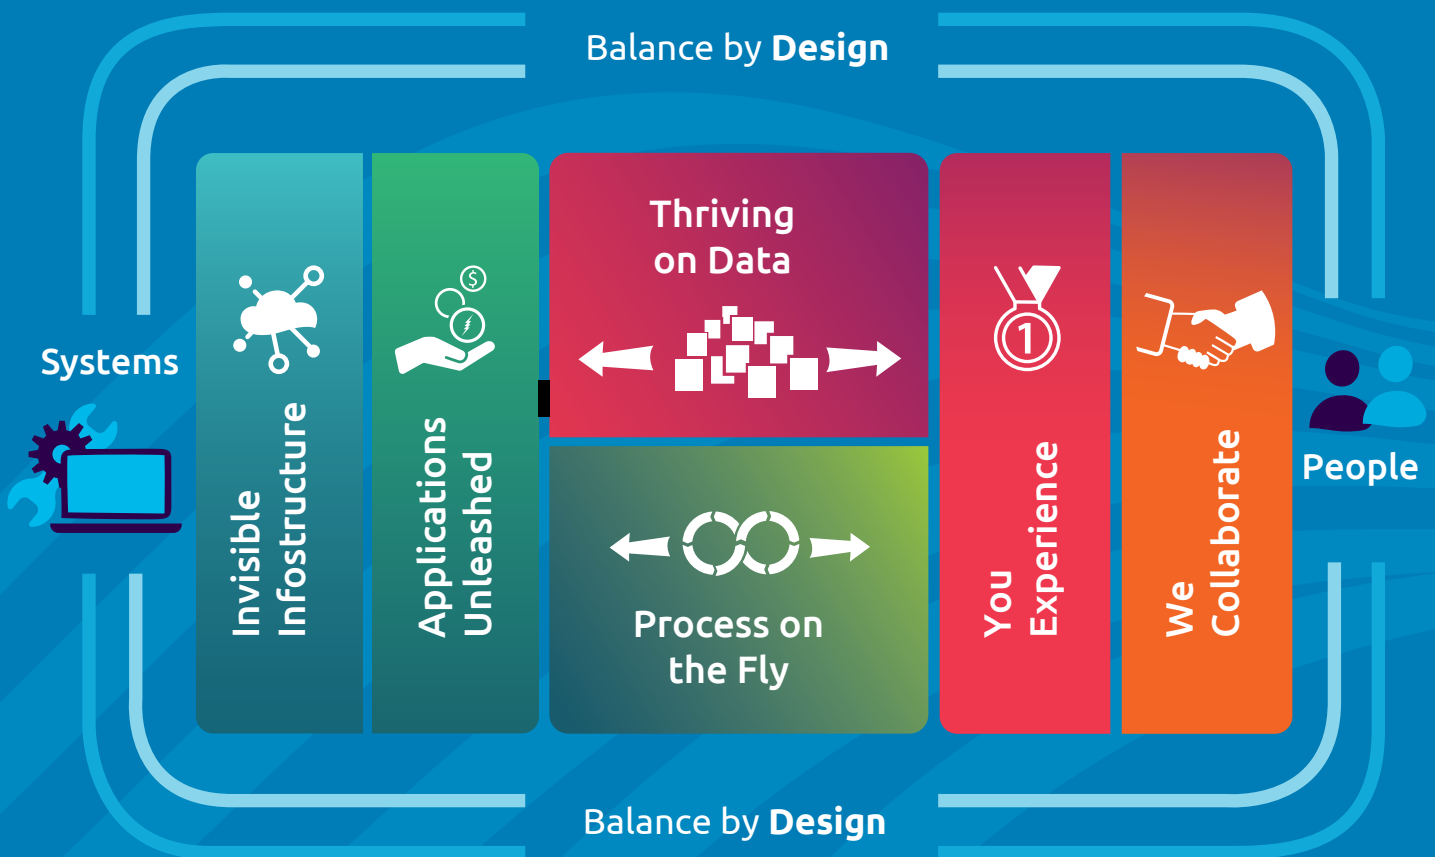 Balance by Design
Systems
Invisible
Infostructure
Applications
Unleashed
$
Thriving
on Data
Process on
the Fly
1
You
Experience
We
Collaborate
People
Balance by Design